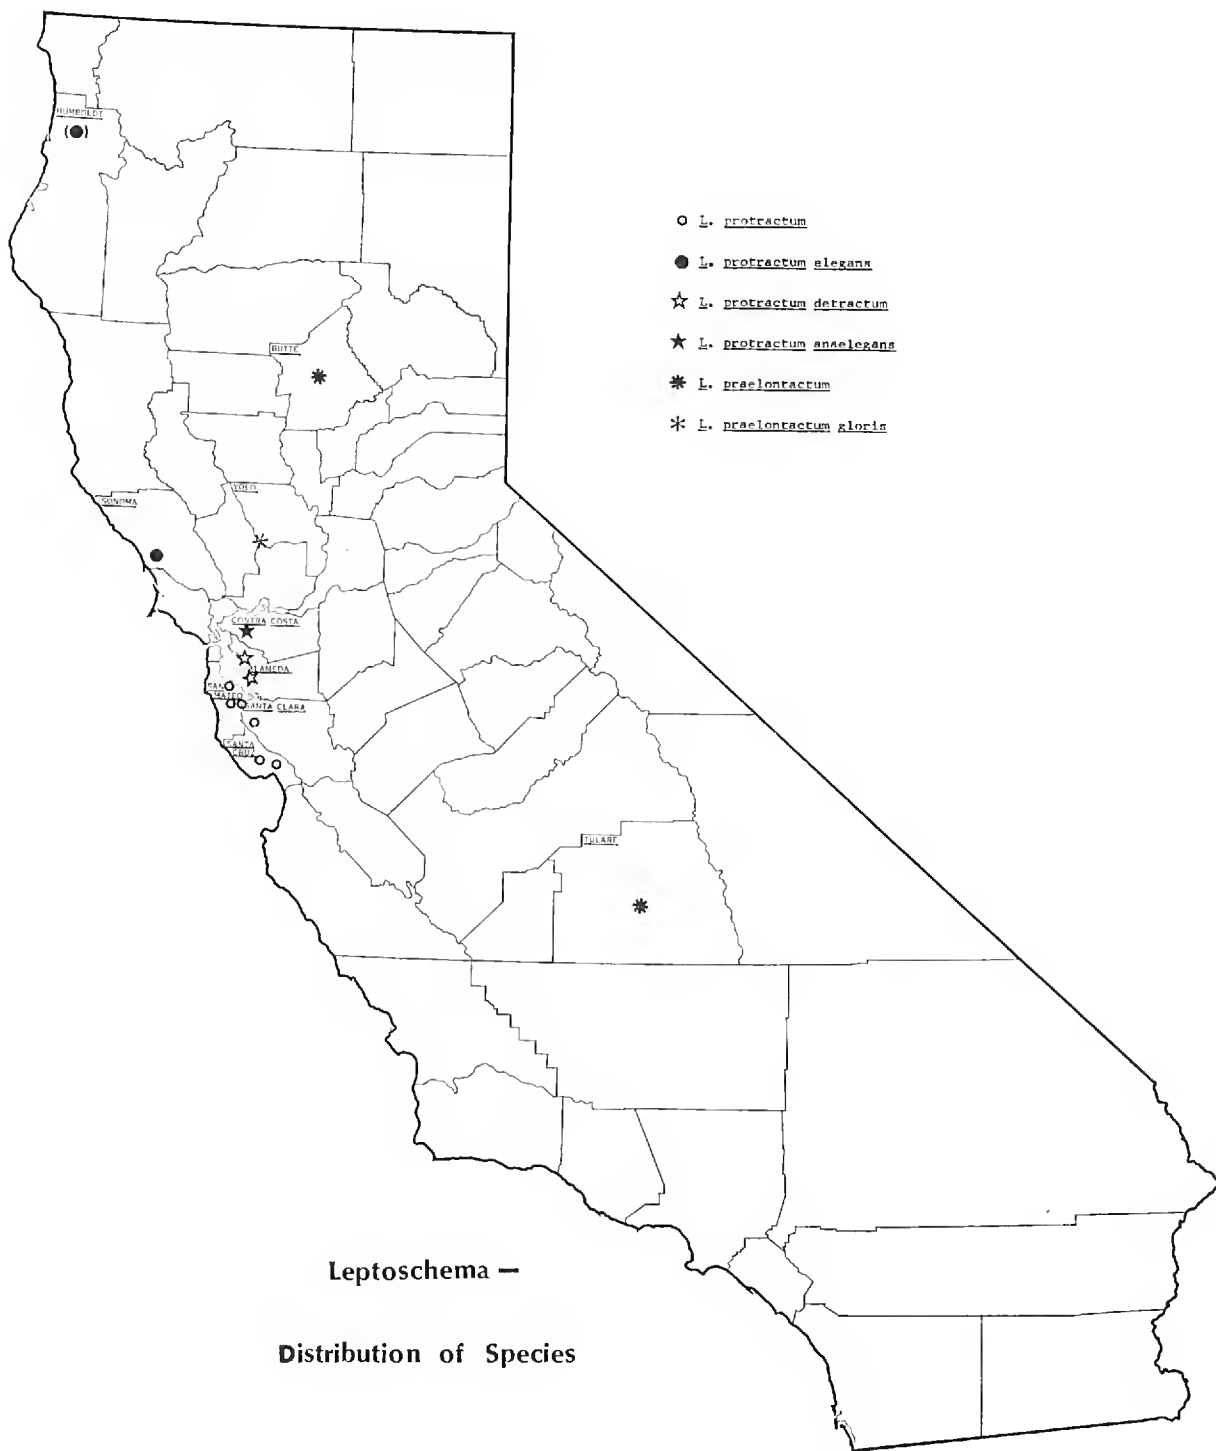 HUMBOLDT
L. protractum
L. protractum elegans
L. protractum detractum
L. protractum anaelegans
L. praelontactum
L. praelontactum gloris
BUTTE
YOLO
SONOMA
CONTRA COSTA
ALAMEDA
SAN
MATEO
SANTA CLARA
SANTA
CRUZ
TULARE
Leptoschema —
Distribution of Species